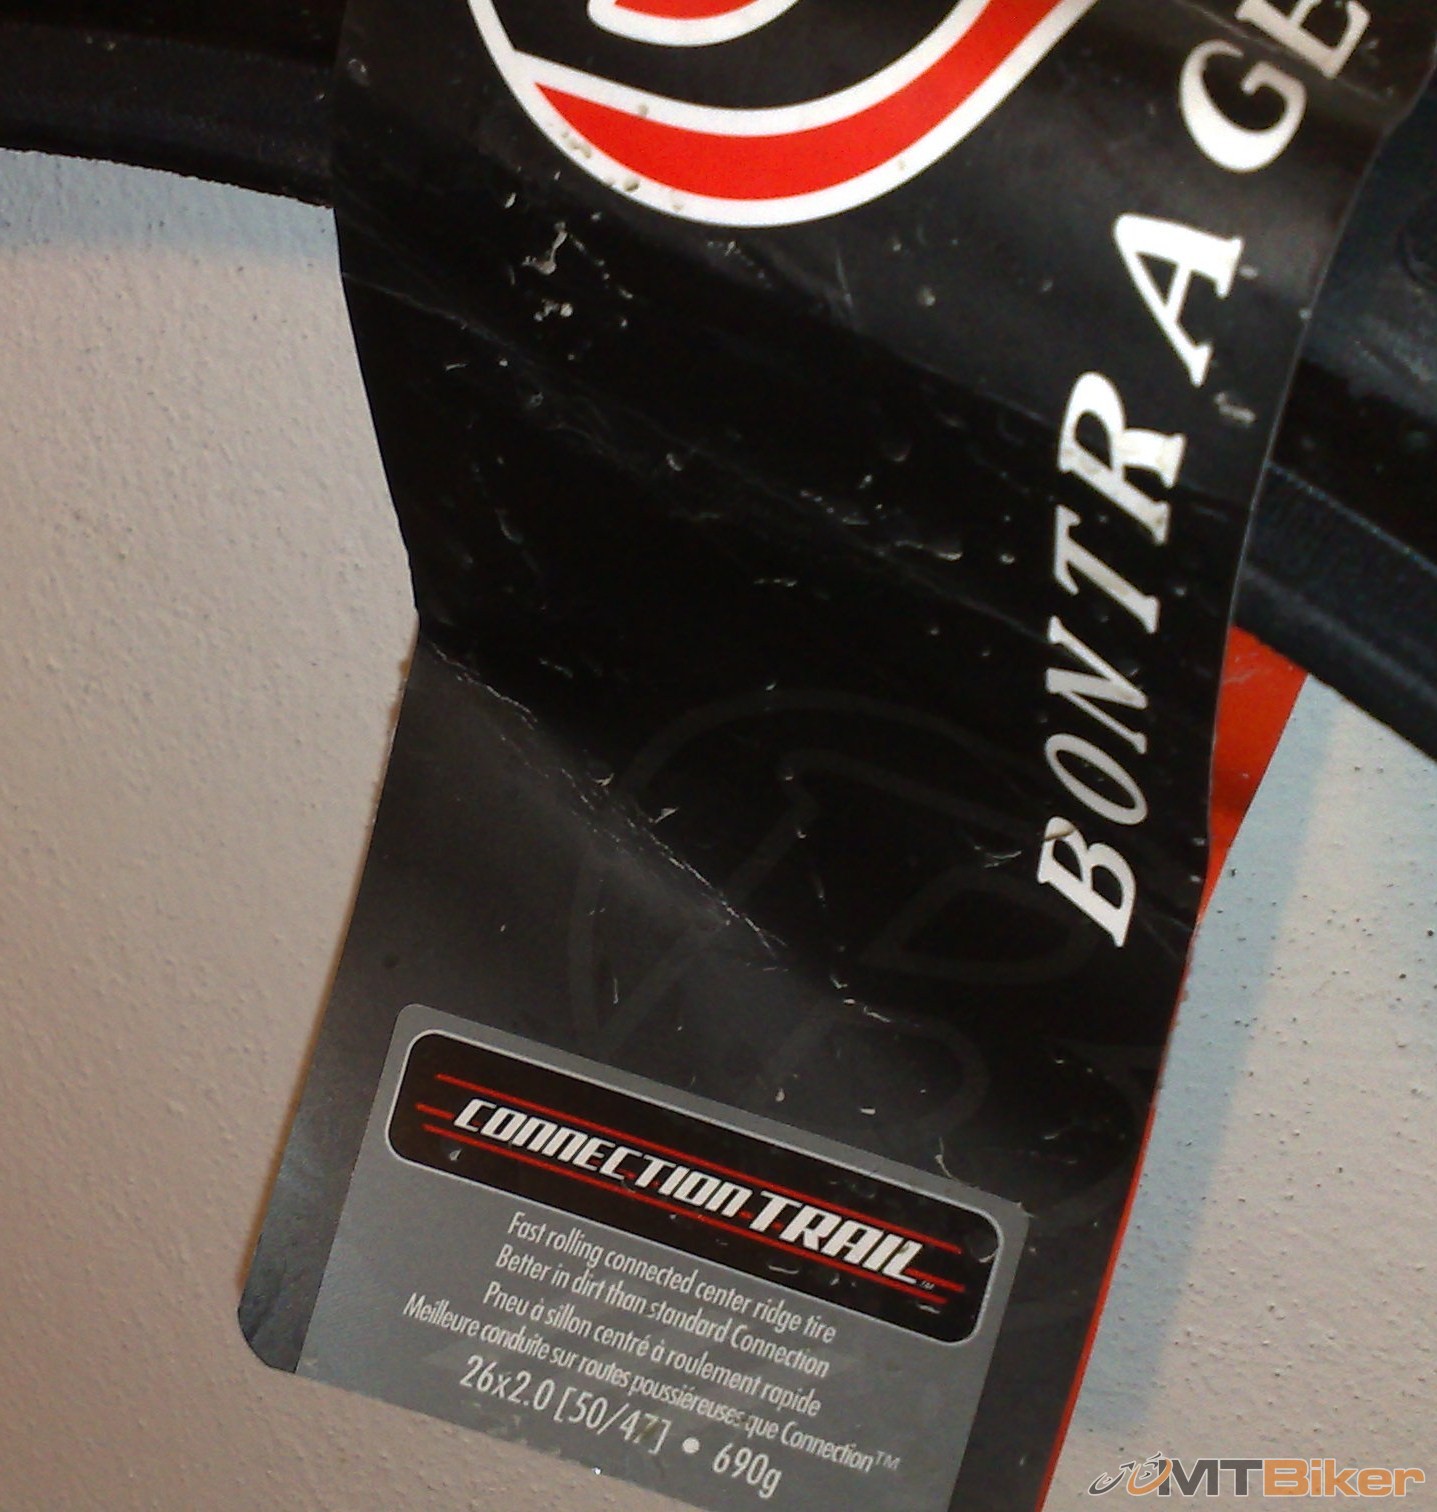 BONTRAGE
CONNECTION TRAIL™
Fast rolling connected center ridge tire
Better in dirt than standard Connection
Pneu à sillon centré à roulement rapide
Meilleure conduite sur routes poussiéreuses que Connection™
26x2.0 [50/47] • 690g
MTBiker